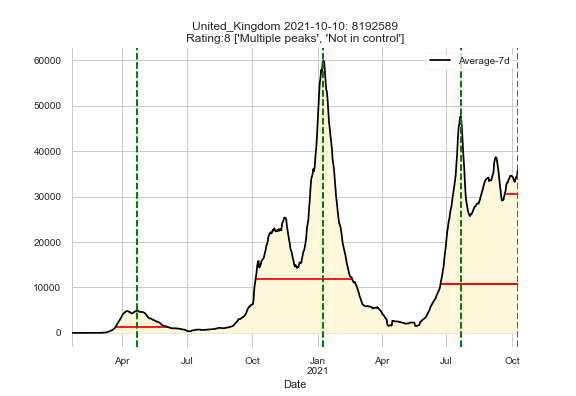 United_Kingdom 2021-10-10: 8192589
Rating:8 ['Multiple peaks', 'Not in control']
Average-7d
60000
50000
40000
30000
20000
10000
0
Apr
Jul
Oct
Jan
2021
Apr
Jul
Oct
Date